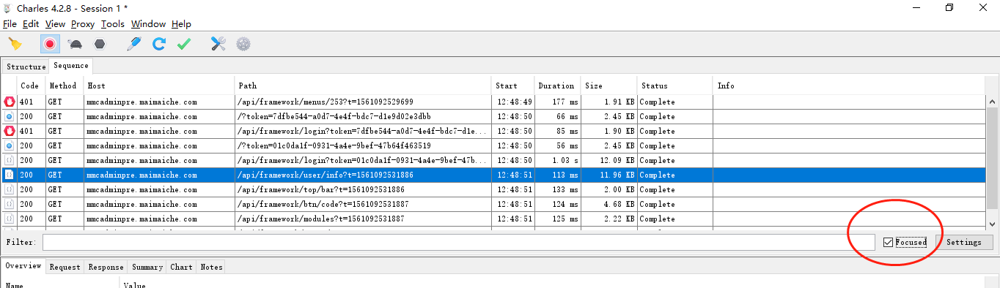 Charles 4.2.8 - Session 1 *
File Edit View Proxy Tools Window Help
Structure Sequence
Code Method Host Path Start Duration Size Status Info
401 GET mmcadminpre.maimaiche.com /api/framework/menus/253?t=1561092529699 12:48:49 177 ms 1.91 KB Complete
200 GET mmcadminpre.maimaiche.com /?token=7dfbe544-a0d7-4e4f-bdc7-d1e9d02e3dbb 12:48:50 66 ms 2.45 KB Complete
401 GET mmcadminpre.maimaiche.com /api/framework/login?token=7dfbe544-a0d7-4e4f-bdc7-d1e... 12:48:50 85 ms 1.90 KB Complete
200 GET mmcadminpre.maimaiche.com /?token=01c0da1f-0931-4a4e-9bef-47b64f463519 12:48:50 56 ms 2.45 KB Complete
200 GET mmcadminpre.maimaiche.com /api/framework/login?token=01c0da1f-0931-4a4e-9bef-47b... 12:48:50 1.03 s 12.09 KB Complete
200 GET mmcadminpre.maimaiche.com /api/framework/user/info?t=1561092531886 12:48:51 113 ms 11.96 KB Complete
200 GET mmcadminpre.maimaiche.com /api/framework/top/bar?t=1561092531886 12:48:51 133 ms 2.00 KB Complete
200 GET mmcadminpre.maimaiche.com /api/framework/btn/code?t=1561092531887 12:48:51 124 ms 4.68 KB Complete
200 GET mmcadminpre.maimaiche.com /api/framework/modules?t=1561092531887 12:48:51 125 ms 2.22 KB Complete
Filter: Focused Settings
Overview Request Response Summary Chart Notes
Name Value